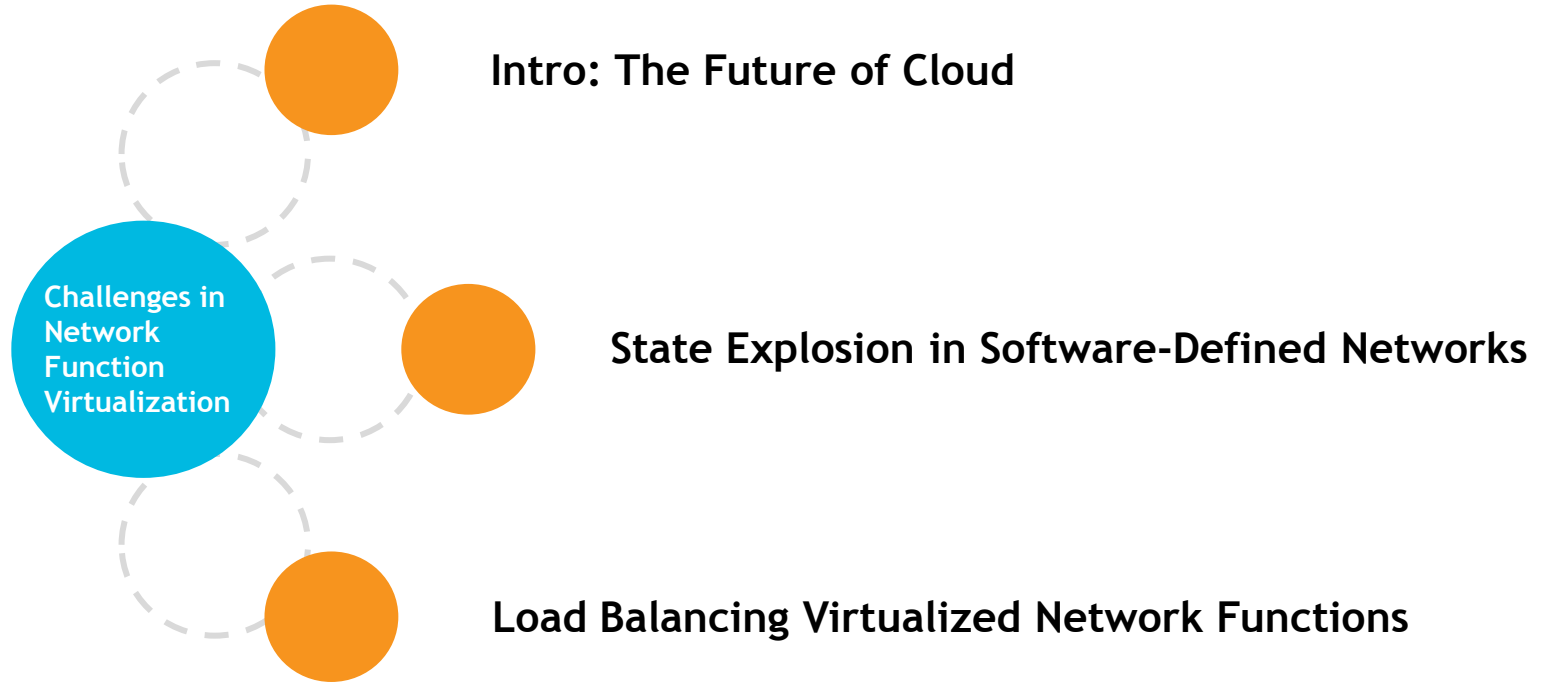 Intro: The Future of Cloud
Challenges in
Network
Function
Virtualization
State Explosion in Software-Defined Networks
Load Balancing Virtualized Network Functions